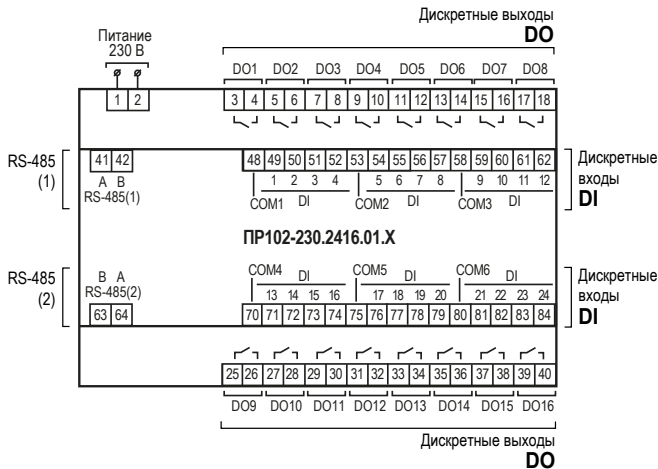 Дискретные выходы
DO
Питание
230 В
DO1 DO2 DO3 DO4 DO5 DO6 DO7 DO8
1 2 3 4 5 6 7 8 9 10 11 12 13 14 15 16 17 18
RS-485
(1)
41 42 48 49 50 51 52 53 54 55 56 57 58 59 60 61 62
A B 1 2 3 4 5 6 7 8 9 10 11 12
RS-485(1)
COM1 DI COM2 DI COM3 DI
Дискретные
входы
DI
ПР102-230.2416.01.X
RS-485
(2)
COM4 DI COM5 DI COM6 DI
B A 13 14 15 16 17 18 19 20 21 22 23 24
RS-485(2)
63 64 70 71 72 73 74 75 76 77 78 79 80 81 82 83 84
Дискретные
входы
DI
25 26 27 28 29 30 31 32 33 34 35 36 37 38 39 40
DO9 DO10 DO11 DO12 DO13 DO14 DO15 DO16
Дискретные выходы
DO